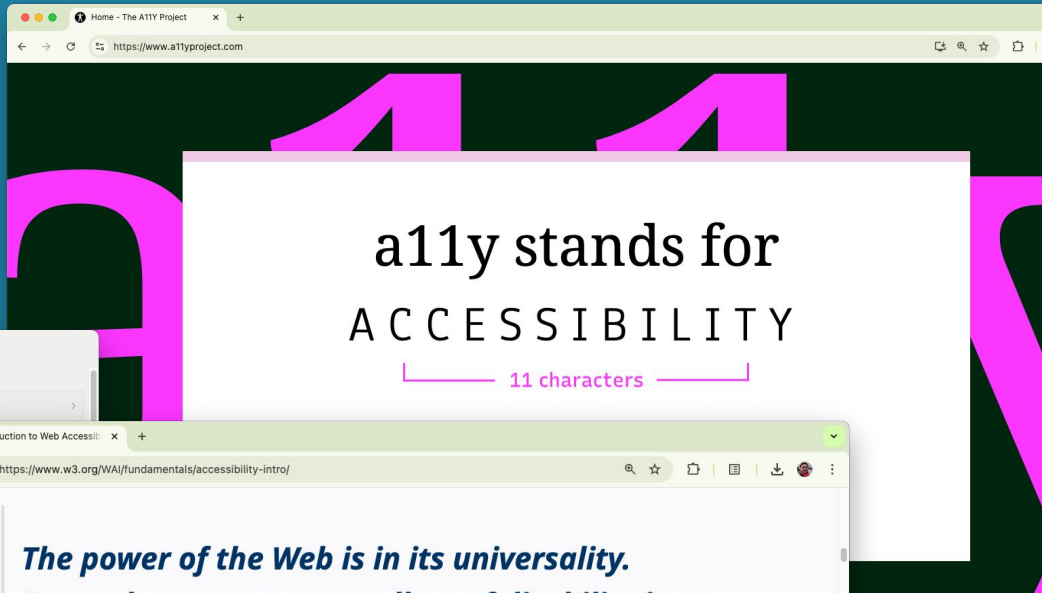 Home - The A11Y Project
https://www.a11yproject.com
a11y
a11y stands for
ACCESSIBILITY
11 characters
uction to Web Accessib
https://www.w3.org/WAI/fundamentals/accessibility-intro/
The power of the Web is in its universality.